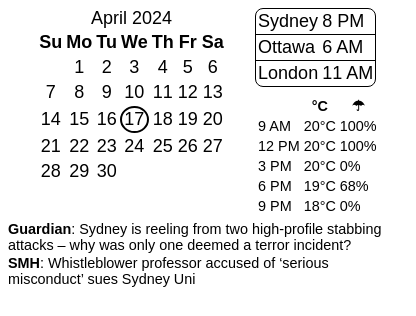 April 2024
Su Mo Tu We Th Fr Sa
1 2 3 4 5 6
7 8 9 10 11 12 13
14 15 16 17 18 19 20
21 22 23 24 25 26 27
28 29 30
Sydney 8 PM
Ottawa 6 AM
London 11 AM
°C ☂
9 AM 20°C 100%
12 PM 20°C 100%
3 PM 20°C 0%
6 PM 19°C 68%
9 PM 18°C 0%
Guardian: Sydney is reeling from two high-profile stabbing
attacks – why was only one deemed a terror incident?
SMH: Whistleblower professor accused of ‘serious
misconduct’ sues Sydney Uni